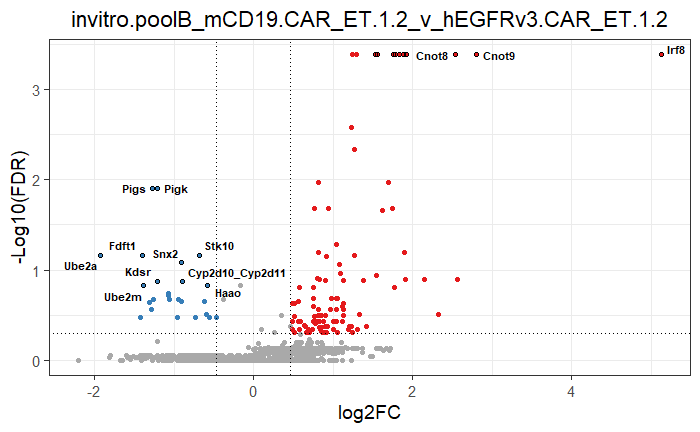 invitro.poolB_mCD19.CAR_ET.1.2_v_hEGFRv3.CAR_ET.1.2
-Log10(FDR)
3
2
1
0
Cnot8
Cnot9
Irf8
Pigs
Pigk
Fdft1
Snx2
Stk10
Ube2a
Kdsr
Cyp2d10_Cyp2d11
Ube2m
Haao
-2
0
2
4
log2FC